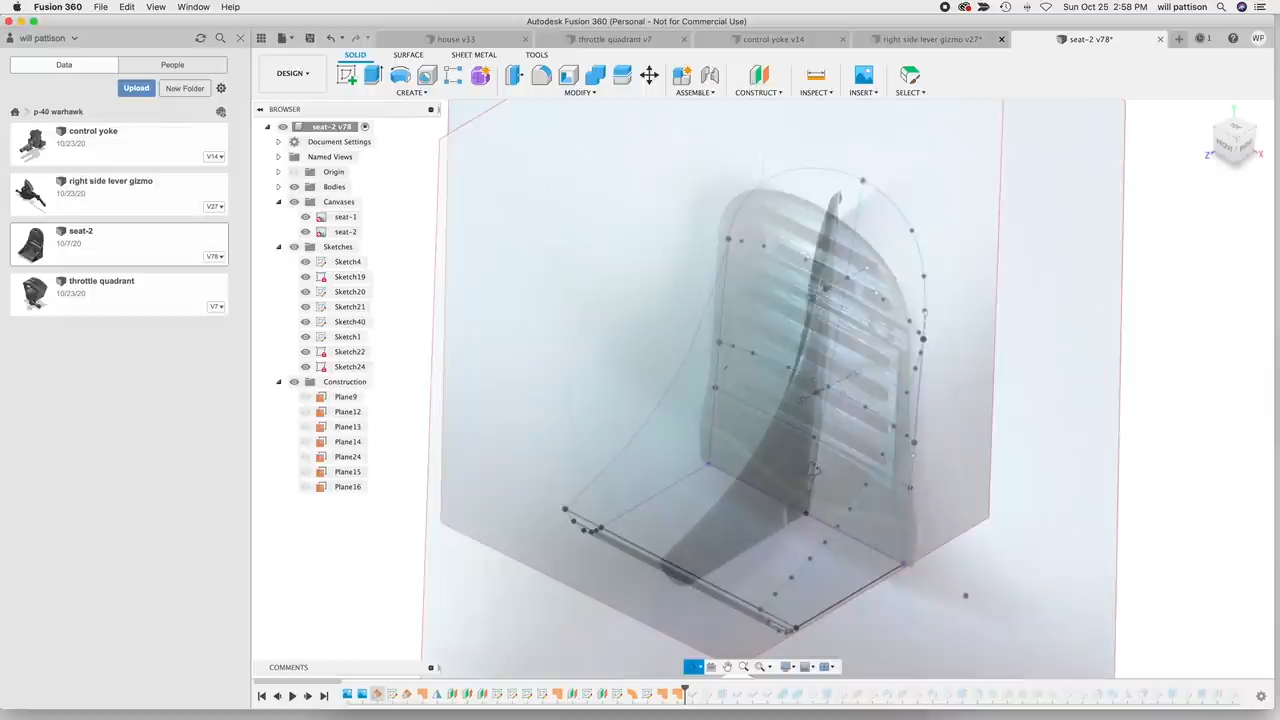 Fusion 360 File Edit View Window Help
Sun Oct 25 2:58 PM will pattison
Autodesk Fusion 360 (Personal - Not for Commercial Use)
will pattison
house v33
throttle quadrant v7
control yoke v14
right side lever gizmo v27*
seat-2 v78*
1
WP
Data People
SOLID SURFACE SHEET METAL TOOLS
DESIGN
CREATE MODIFY ASSEMBLE CONSTRUCT INSPECT INSERT SELECT
Upload New Folder
p-40 warhawk
control yoke
10/23/20
V14
right side lever gizmo
10/23/20
V27
seat-2
10/7/20
V78
throttle quadrant
10/23/20
V7
BROWSER
seat-2 v78
Document Settings
Named Views
Origin
Bodies
Canvases
seat-1
seat-2
Sketches
Sketch4
Sketch19
Sketch20
Sketch21
Sketch40
Sketch1
Sketch22
Sketch24
Construction
Plane9
Plane12
Plane13
Plane14
Plane24
Plane15
Plane16
TOP
FRONT
Z
X
COMMENTS